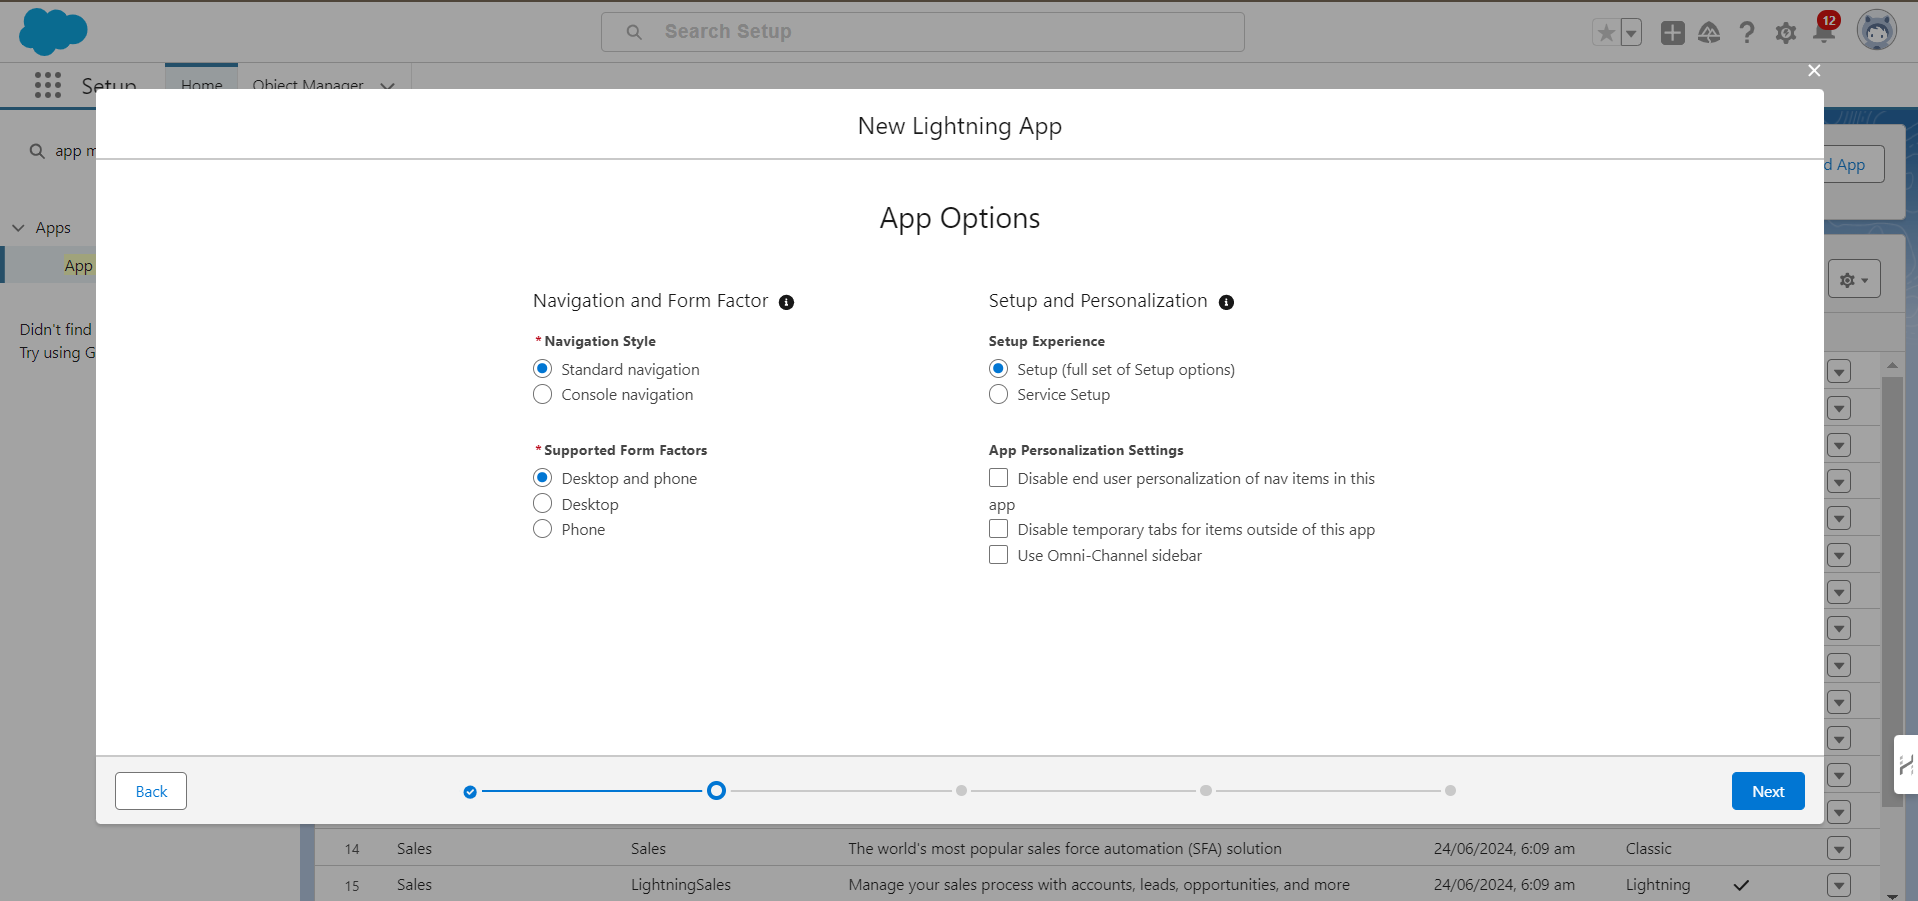 Search Setup
12
Setup
Home
Object Manager
New Lightning App
app m
d App
App Options
Apps
App
Didn't find
Try using G
Navigation and Form Factor
* Navigation Style
Standard navigation
Console navigation
* Supported Form Factors
Desktop and phone
Desktop
Phone
Setup and Personalization
Setup Experience
Setup (full set of Setup options)
Service Setup
App Personalization Settings
Disable end user personalization of nav items in this
app
Disable temporary tabs for items outside of this app
Use Omni-Channel sidebar
Back
Next
14 Sales Sales The world's most popular sales force automation (SFA) solution 24/06/2024, 6:09 am Classic
15 Sales LightningSales Manage your sales process with accounts, leads, opportunities, and more 24/06/2024, 6:09 am Lightning